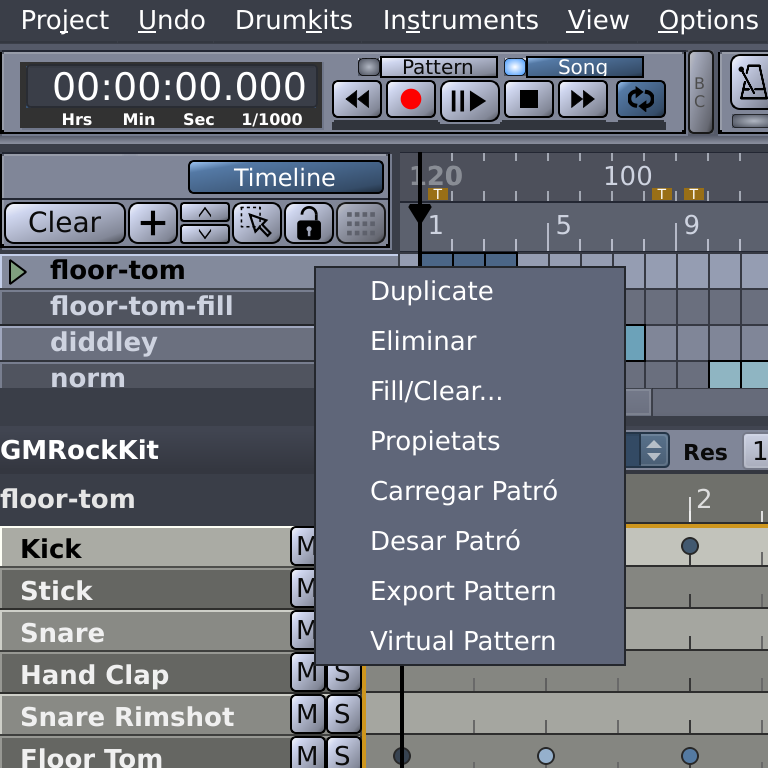 Project Undo Drumkits Instruments View Options
Pattern Song
00:00:00.000
Hrs Min Sec 1/1000
B
C
Timeline
120 100
T T T
Clear
1 5 9
floor-tom
floor-tom-fill
diddley
norm
Duplicate
Eliminar
Fill/Clear...
Propietats
Carregar Patró
Desar Patró
Export Pattern
Virtual Pattern
GMRockKit
Res 1
floor-tom
2
Kick M
Stick M
Snare M
Hand Clap M S
Snare Rimshot M S
Floor Tom M S